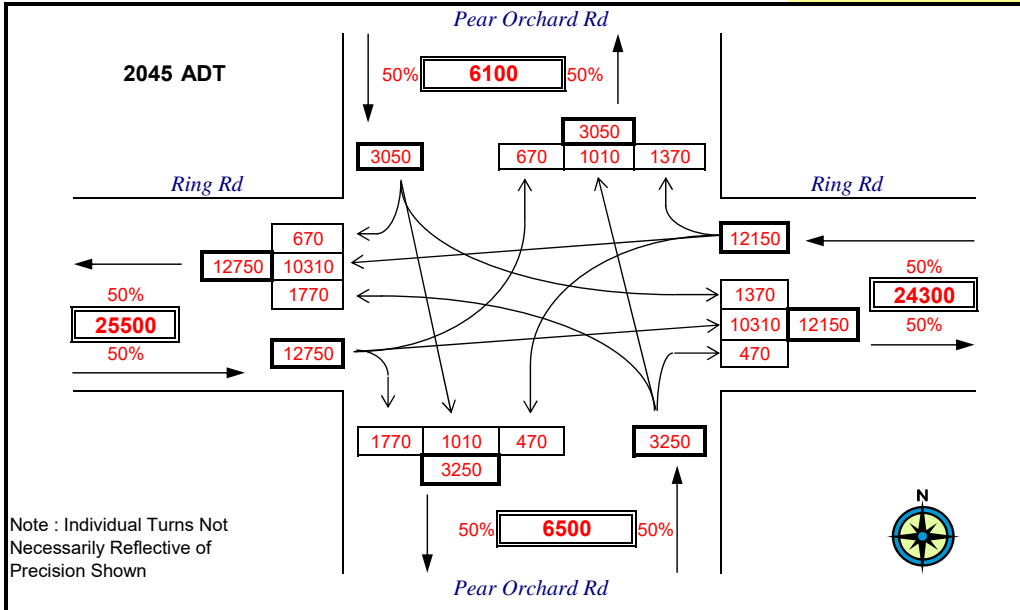 Pear Orchard Rd
2045 ADT
50% 6100 50%
3050
3050
670 1010 1370
Ring Rd
Ring Rd
670
12750 10310
1770
12150
50%
25500
50%
50%
24300
50%
1370
10310 12150
470
12750
1770 1010 470
3250
3250
50% 6500 50%
Note : Individual Turns Not
Necessarily Reflective of
Precision Shown
N
Pear Orchard Rd